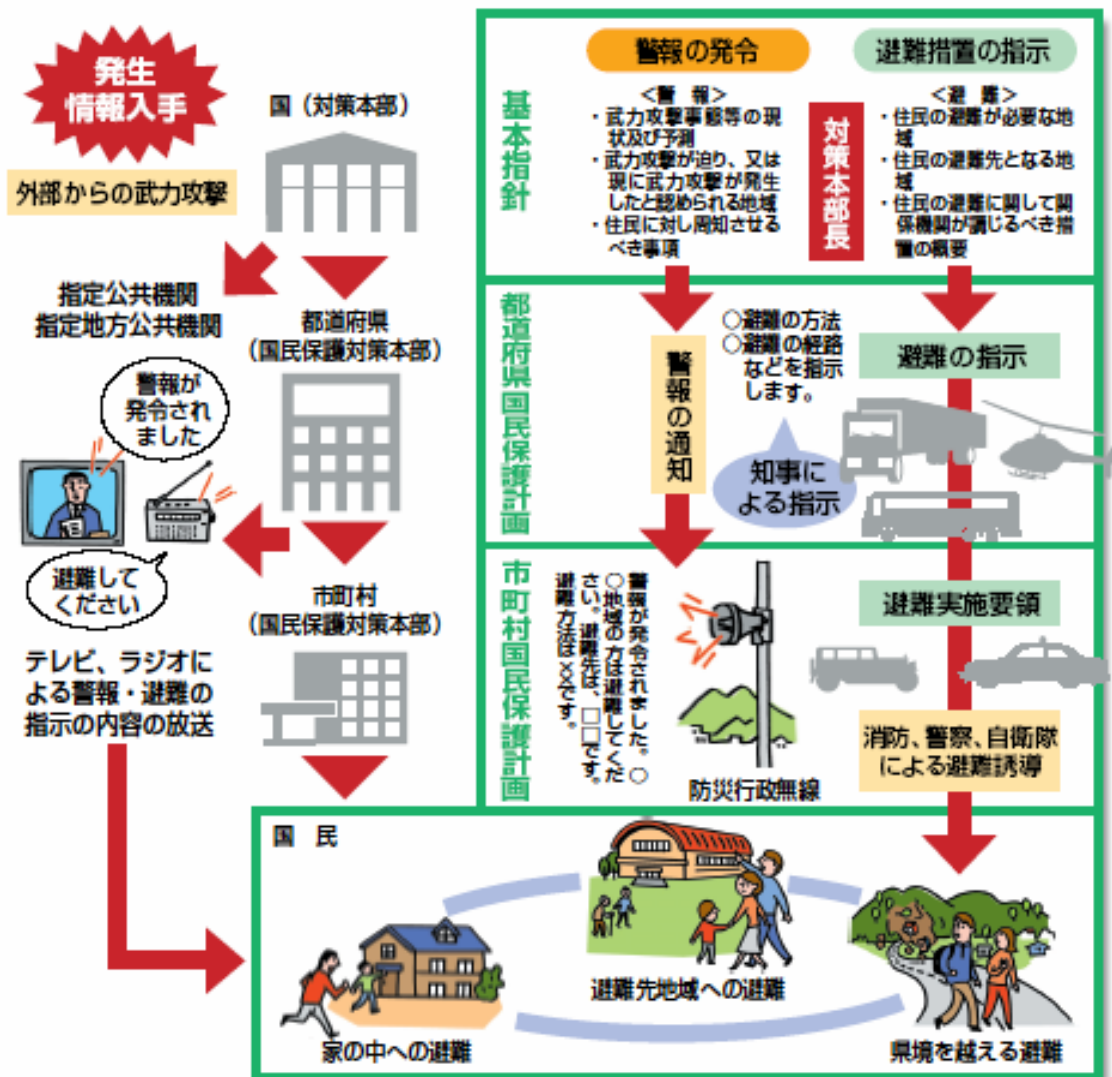 発生
情報入手
外部からの武力攻撃
国（対策本部）
指定公共機関
指定地方公共機関
都道府県
（国民保護対策本部）
警報が
発令され
ました
避難して
ください
テレビ、ラジオに
よる警報・避難の
指示の内容の放送
市町村
（国民保護対策本部）
基本指針
警報の発令
＜警　報＞
・武力攻撃事態等の現
状及び予測
・武力攻撃が迫り、又は
現に武力攻撃が発生
したと認められる地域
・住民に対し周知させる
べき事項
対策本部長
避難措置の指示
＜避　難＞
・住民の避難が必要な地
域
・住民の避難先となる地
域
・住民の避難に関して関
係機関が講じるべき措
置の概要
都道府県国民保護計画
警報の通知
○避難の方法
○避難の経路
などを指示
します。
知事に
よる指示
避難の指示
市町村国民保護計画
警報が発令されました。○
○地域の方は避難してくだ
さい。避難先は、□□です。
避難方法は××です。
防災行政無線
避難実施要領
消防、警察、自衛隊
による避難誘導
国　民
家の中への避難
避難先地域への避難
県境を越える避難